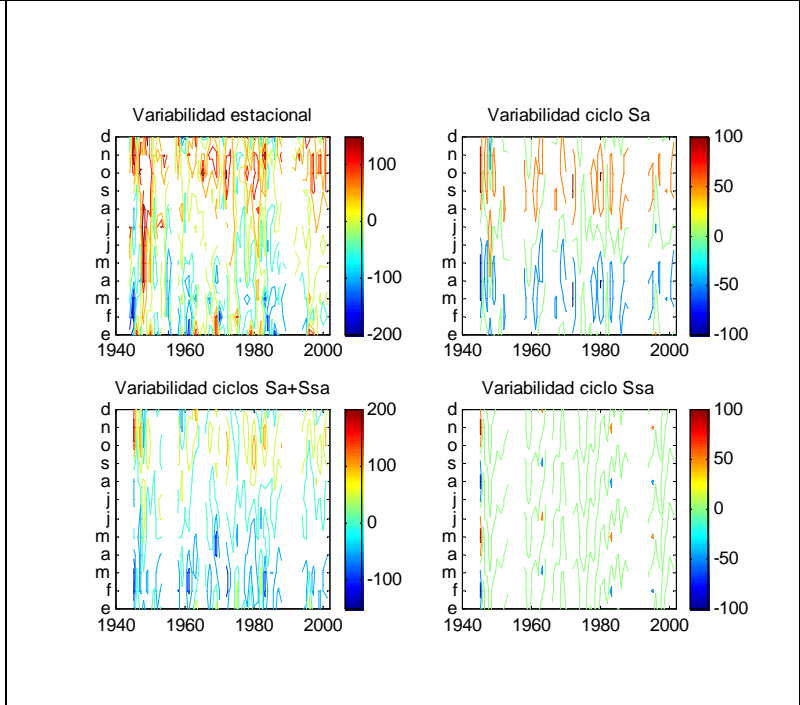 Variabilidad estacional
d
n
o
s
a
j
j
m
a
m
f
e
1940
1960
1980
2000
100
0
-100
-200
Variabilidad ciclo Sa
d
n
o
s
a
j
j
m
a
m
f
e
1940
1960
1980
2000
100
50
0
-50
-100
Variabilidad ciclos Sa+Ssa
d
n
o
s
a
j
j
m
a
m
f
e
1940
1960
1980
2000
200
100
0
-100
Variabilidad ciclo Ssa
d
n
o
s
a
j
j
m
a
m
f
e
1940
1960
1980
2000
100
50
0
-50
-100